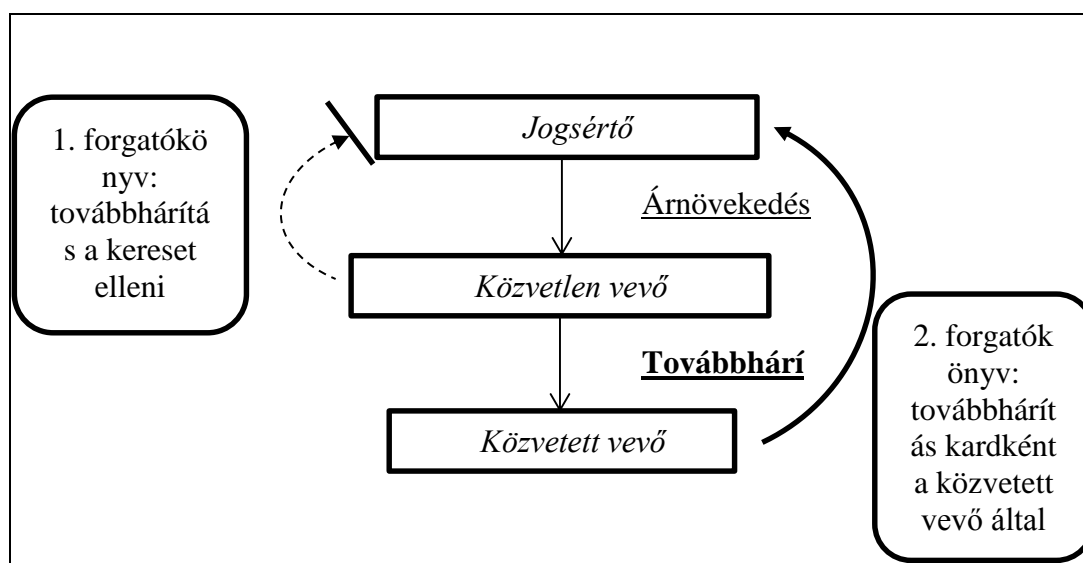 1. forgatókö
nyv:
továbbhárítá
s a kereset
elleni
Jogsértő
Árnövekedés
Közvetlen vevő
Továbbhárí
Közvetett vevő
2. forgatók
önyv:
továbbhárít
ás kardként
a közvetett
vevő által